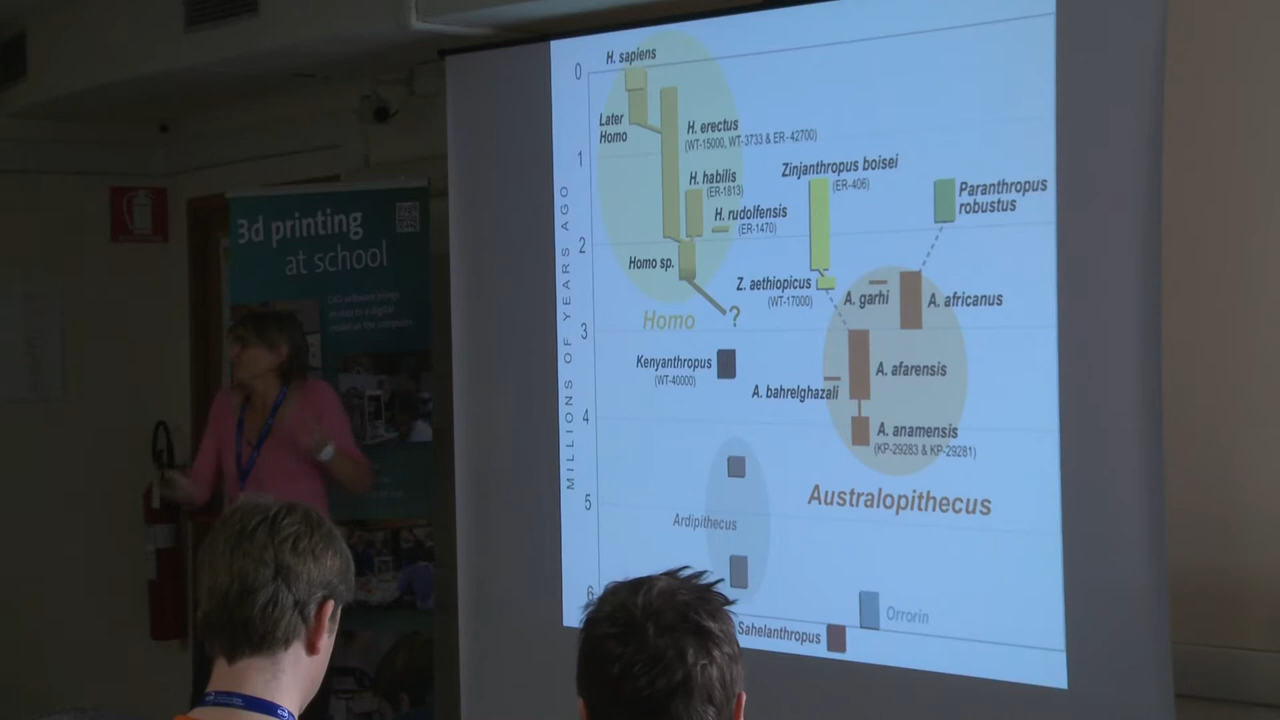 3d printing
at school
CAD software brings
MILLIONS OF YEARS AGO
0
1
2
3
4
5
6
H. sapiens
Later
Homo
H. erectus
(WT-15000, WT-3733 & ER-42700)
H. habilis
(ER-1813)
H. rudolfensis
(ER-1470)
Homo sp.
Homo
?
Zinjanthropus boisei
(ER-406)
Paranthropus
robustus
Z. aethiopicus
(WT-17000)
A. garhi
A. africanus
Kenyanthropus
(WT-40000)
A. bahrelghazali
A. afarensis
A. anamensis
(KP-29283 & KP-29281)
Australopithecus
Ardipithecus
Orrorin
Sahelanthropus